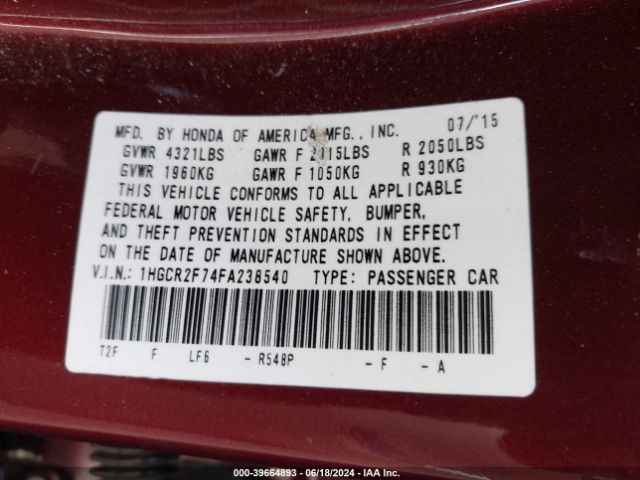 MFD. BY HONDA OF AMERICA MFG., INC. 07/'15
GVWR 4321LBS GAWR F LBS R 2050LBS
GVWR 1960KG GAWR F 1050KG R 930KG
THIS VEHICLE CONFORMS TO ALL APPLICABLE
FEDERAL MOTOR VEHICLE SAFETY, BUMPER,
AND THEFT PREVENTION STANDARDS IN EFFECT
ON THE DATE OF MANUFACTURE SHOWN ABOVE.
V.I.N.: 1HGCR2F74FA238540 TYPE: PASSENGER CAR
T2F F LF6 - R548P - F - A
©IAA 39664893 - 06/18/2024 - IAA Inc.